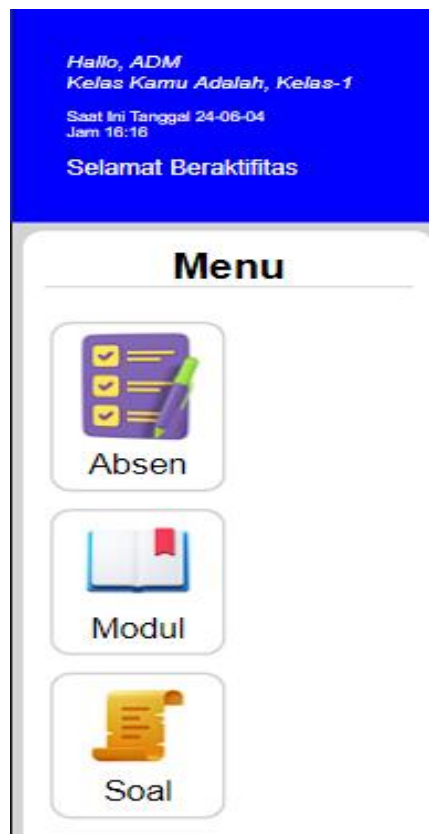 Hallo, ADM
Kelas Kamu Adalah, Kelas-1
Saat Ini Tanggal 24-06-04
Jam 16:16
Selamat Beraktifitas
Menu
Absen
Modul
Soal